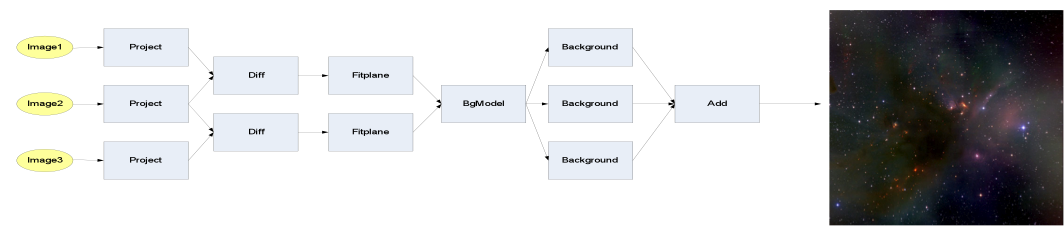 Image1
Project
Diff
Fitplane
Background
Image2
Project
BgModel
Background
Add
Diff
Fitplane
Image3
Project
Background